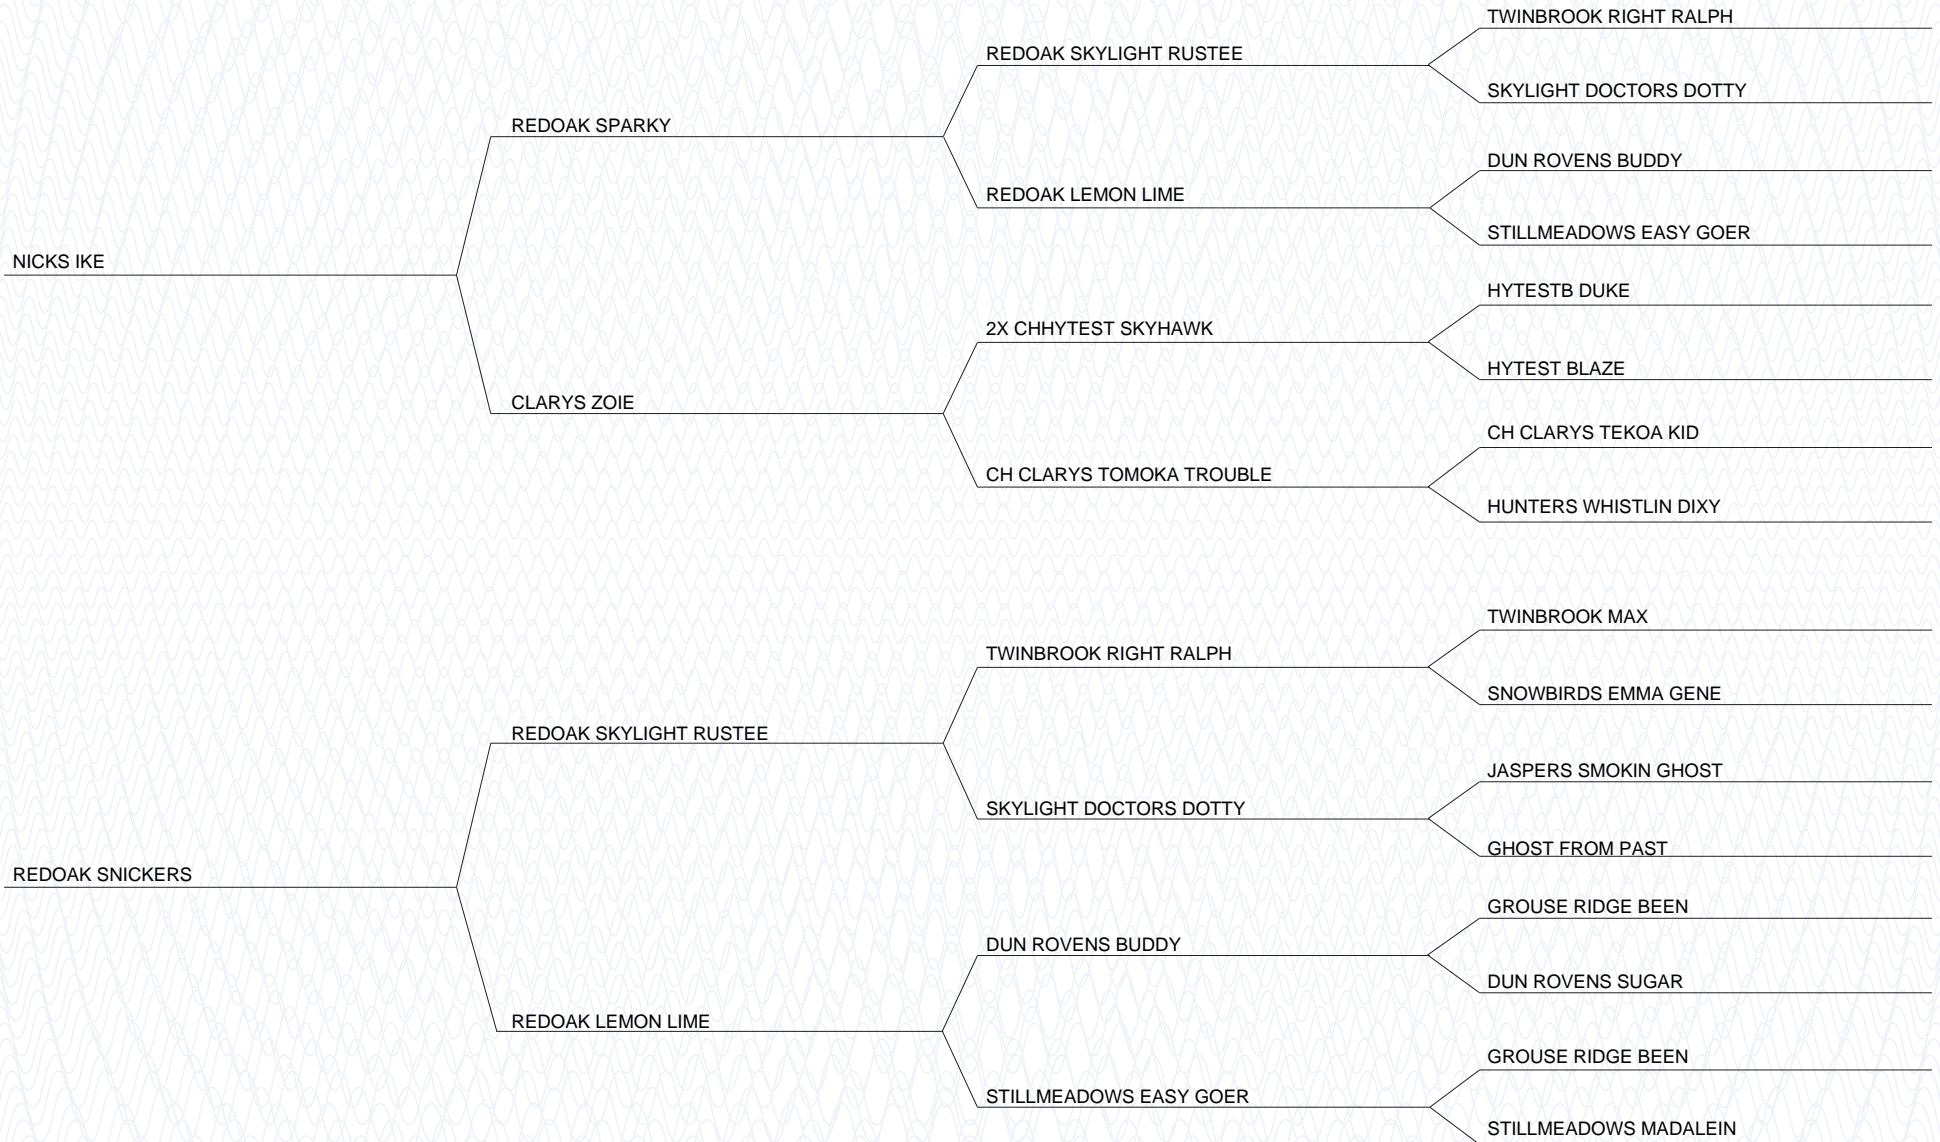 TWINBROOK RIGHT RALPH
REDOAK SKYLIGHT RUSTEE
SKYLIGHT DOCTORS DOTTY
REDOAK SPARKY
DUN ROVENS BUDDY
REDOAK LEMON LIME
STILLMEADOWS EASY GOER
NICKS IKE
HYTESTB DUKE
2X CHHYTEST SKYHAWK
HYTEST BLAZE
CLARYS ZOIE
CH CLARYS TEKOA KID
CH CLARYS TOMOKA TROUBLE
HUNTERS WHISTLIN DIXY
TWINBROOK MAX
TWINBROOK RIGHT RALPH
SNOWBIRDS EMMA GENE
REDOAK SKYLIGHT RUSTEE
JASPERS SMOKIN GHOST
SKYLIGHT DOCTORS DOTTY
GHOST FROM PAST
REDOAK SNICKERS
GROUSE RIDGE BEEN
DUN ROVENS BUDDY
DUN ROVENS SUGAR
REDOAK LEMON LIME
GROUSE RIDGE BEEN
STILLMEADOWS EASY GOER
STILLMEADOWS MADALEIN